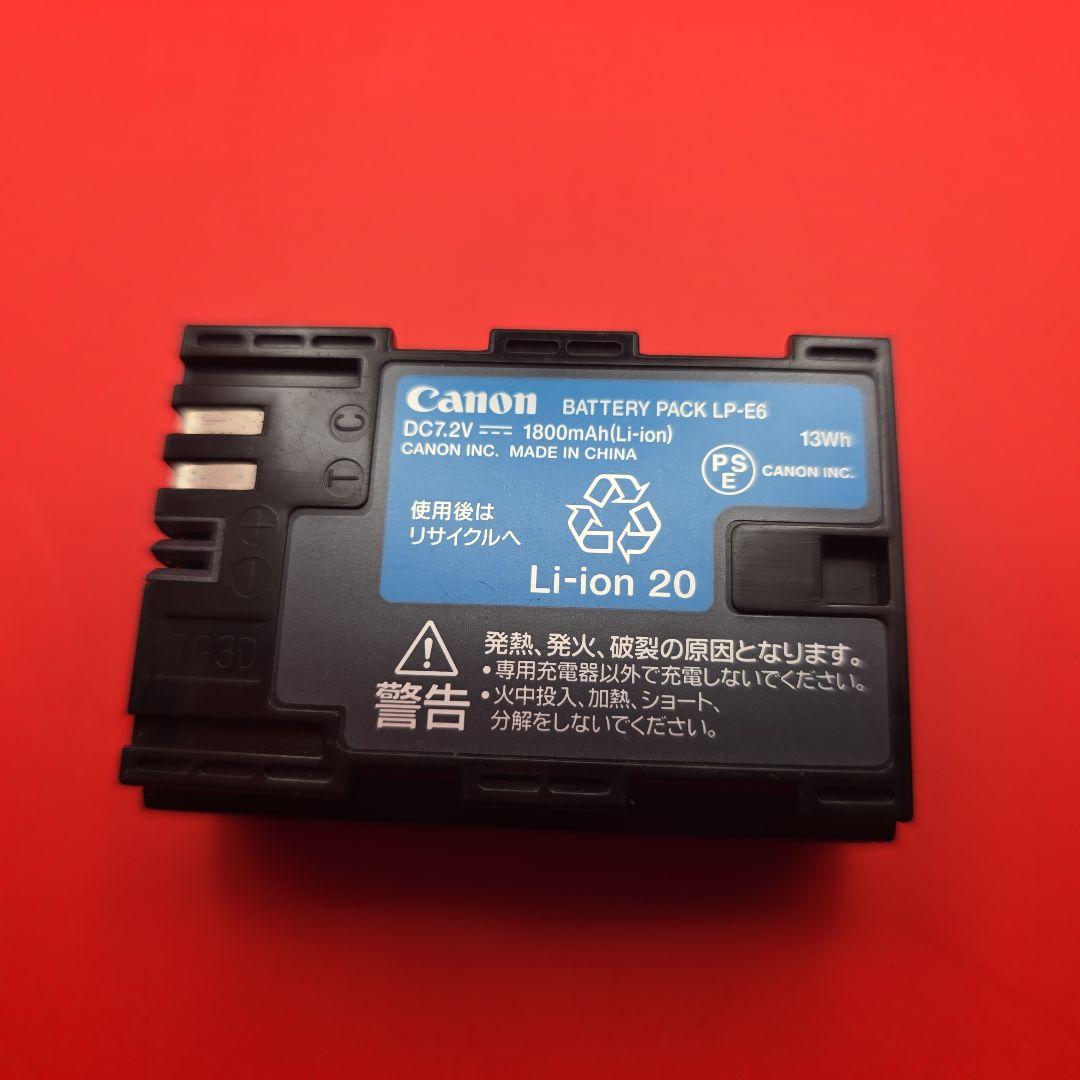 Canon BATTERY PACK LP-E6
DC7.2V 1800mAh(Li-ion) 13Wh
CANON INC. MADE IN CHINA
PS
E
CANON INC.
使用後は
リサイクルへ
Li-ion 20
C
T
+
−
TG3D
警告
発熱、発火、破裂の原因となります。
•専用充電器以外で充電しないでください。
•火中投入、加熱、ショート、
分解をしないでください。